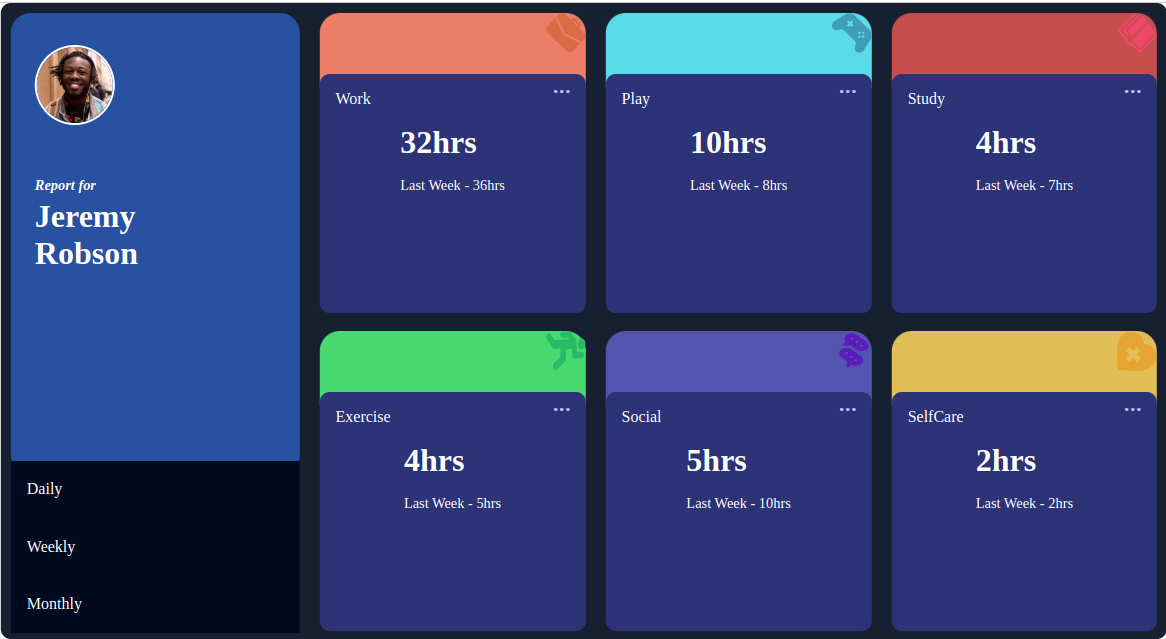 Report for
Jeremy
Robson
Daily
Weekly
Monthly
Work
32hrs
Last Week - 36hrs
Play
10hrs
Last Week - 8hrs
Study
4hrs
Last Week - 7hrs
Exercise
4hrs
Last Week - 5hrs
Social
5hrs
Last Week - 10hrs
SelfCare
2hrs
Last Week - 2hrs